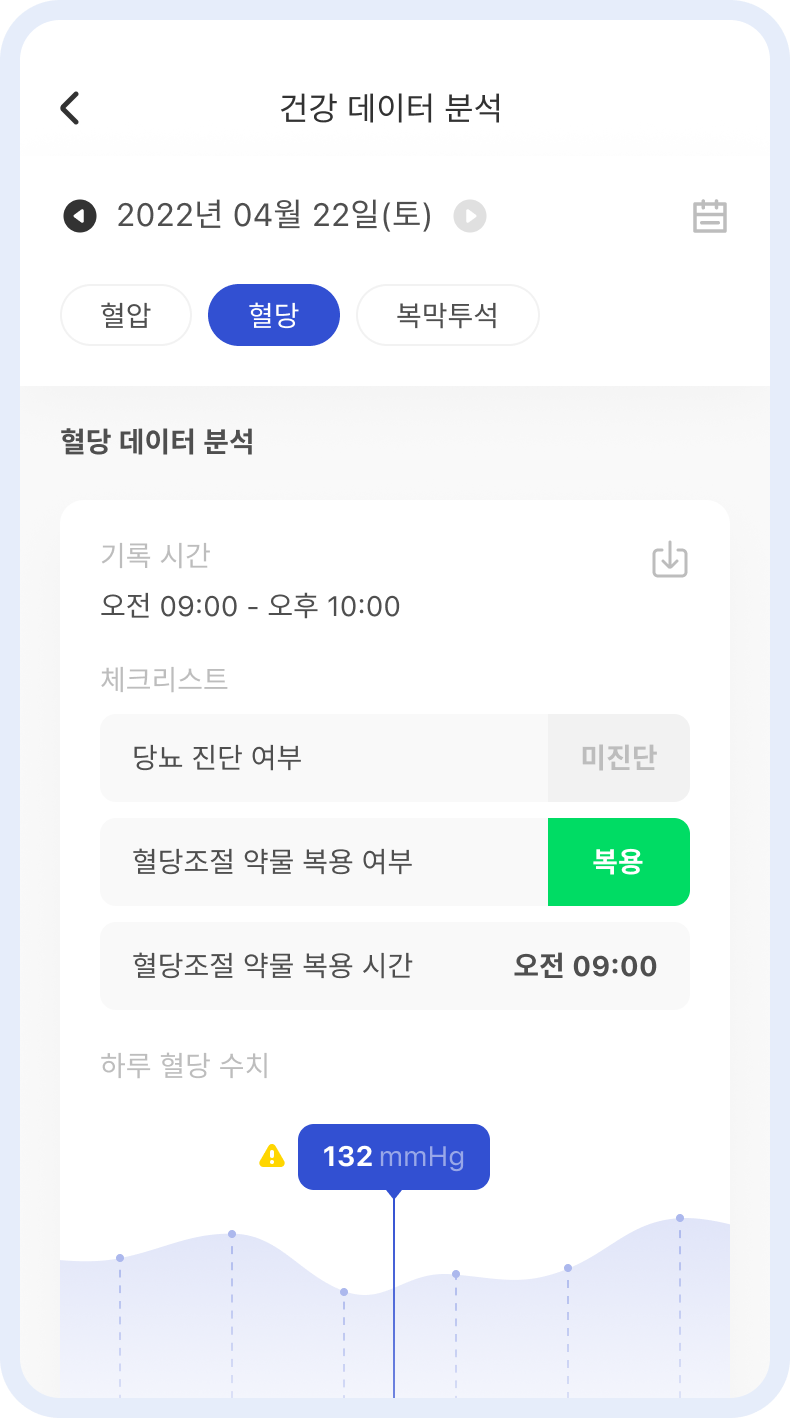 건강 데이터 분석
2022년 04월 22일(토)
혈압 혈당 복막투석
혈당 데이터 분석
기록 시간
오전 09:00 - 오후 10:00
체크리스트
당뇨 진단 여부 미진단
혈당조절 약물 복용 여부 복용
혈당조절 약물 복용 시간 오전 09:00
하루 혈당 수치
132 mmHg